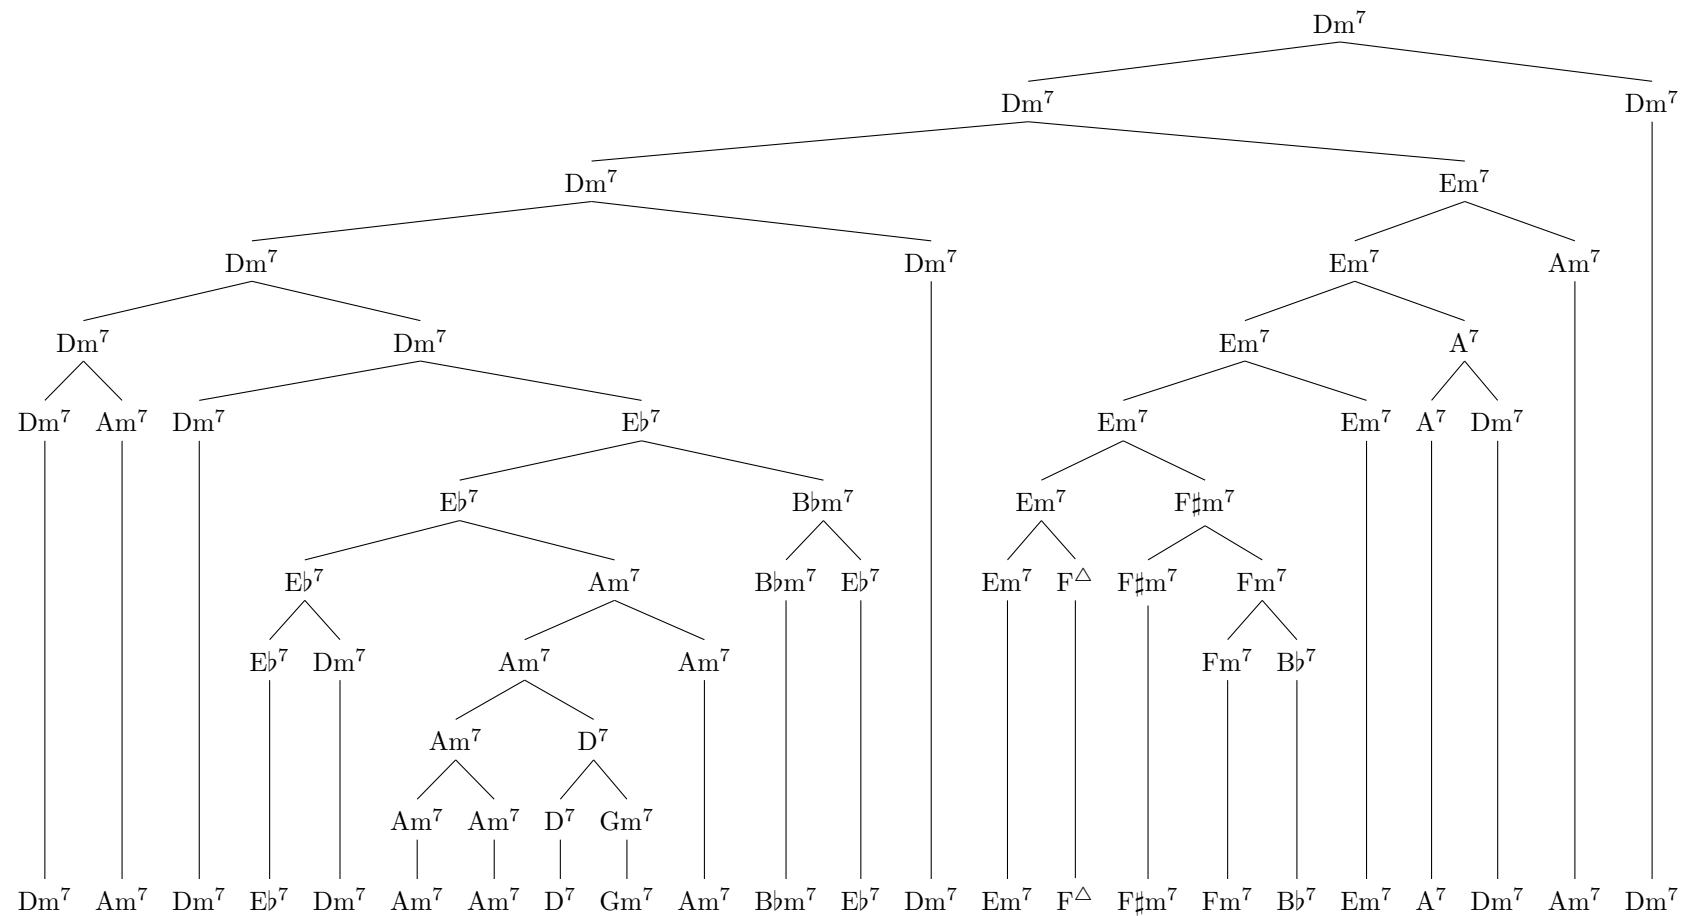 Dm⁷
Dm⁷ Dm⁷
Dm⁷ Em⁷
Dm⁷ Dm⁷ Em⁷ Am⁷
Dm⁷ Dm⁷ Em⁷ A⁷
Dm⁷ Am⁷ Dm⁷ E♭⁷ Em⁷ Em⁷ A⁷ Dm⁷
E♭⁷ B♭m⁷ Em⁷ F♯m⁷
E♭⁷ Am⁷ B♭m⁷ E♭⁷ Em⁷ F△ F♯m⁷ Fm⁷
E♭⁷ Dm⁷ Am⁷ Am⁷ Fm⁷ B♭⁷
Am⁷ D⁷
Am⁷ Am⁷ D⁷ Gm⁷
Dm⁷ Am⁷ Dm⁷ E♭⁷ Dm⁷ Am⁷ Am⁷ D⁷ Gm⁷ Am⁷ B♭m⁷ E♭⁷ Dm⁷ Em⁷ F△ F♯m⁷ Fm⁷ B♭⁷ Em⁷ A⁷ Dm⁷ Am⁷ Dm⁷